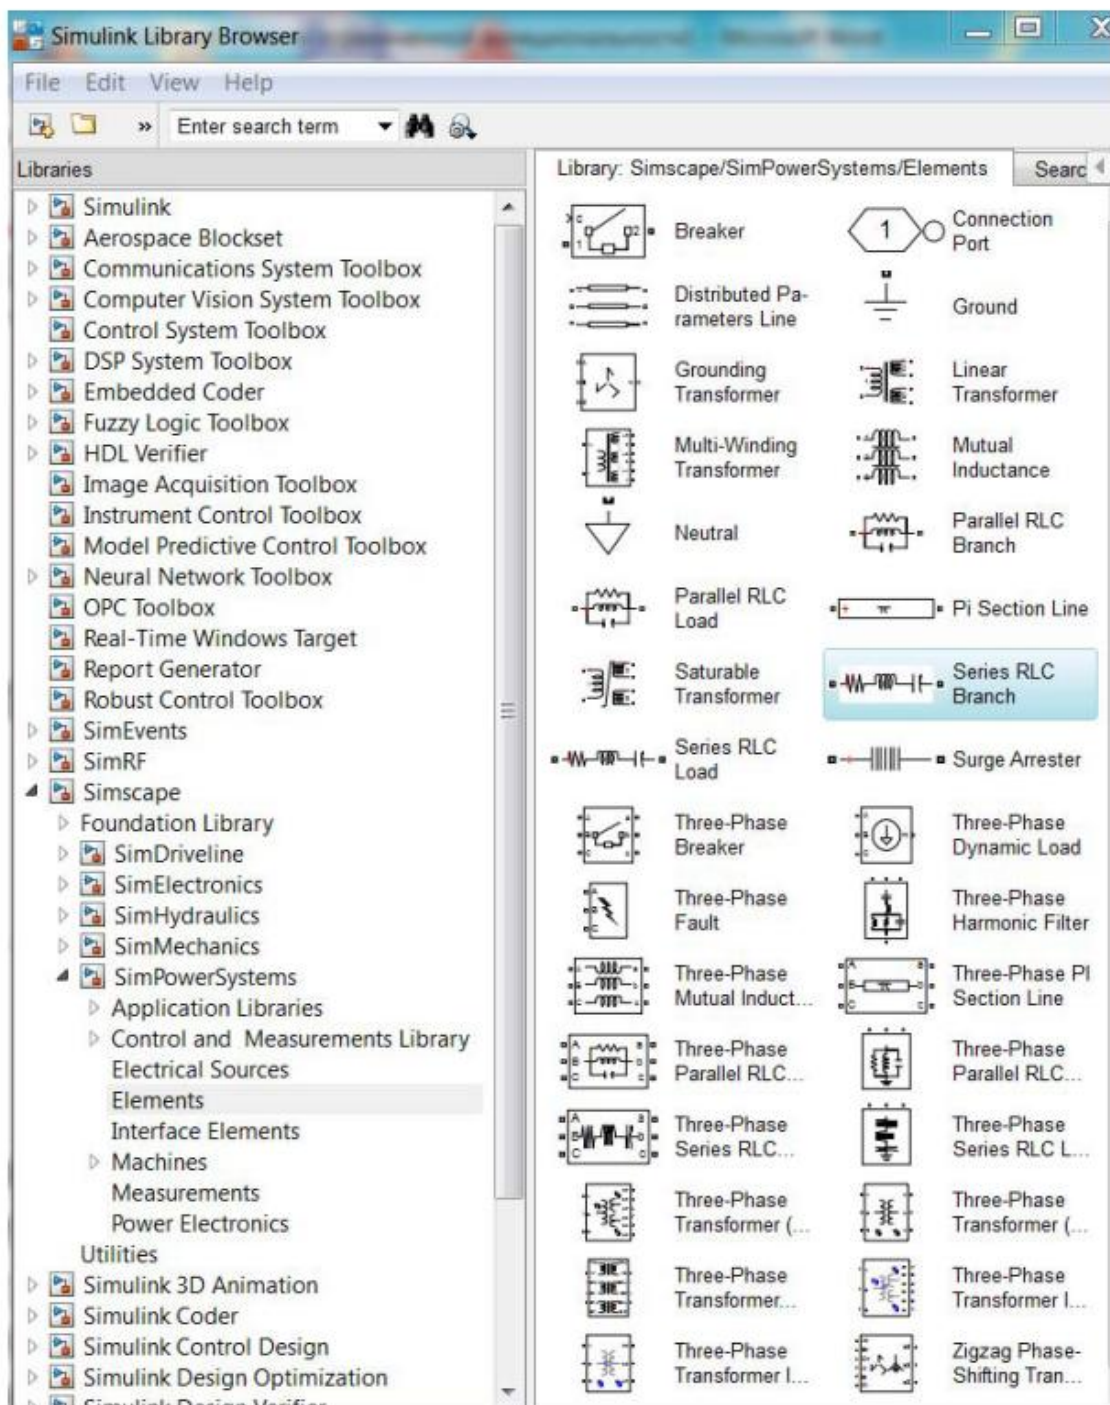 Simulink Library Browser
File Edit View Help
» Enter search term
Libraries
Simulink
Aerospace Blockset
Communications System Toolbox
Computer Vision System Toolbox
Control System Toolbox
DSP System Toolbox
Embedded Coder
Fuzzy Logic Toolbox
HDL Verifier
Image Acquisition Toolbox
Instrument Control Toolbox
Model Predictive Control Toolbox
Neural Network Toolbox
OPC Toolbox
Real-Time Windows Target
Report Generator
Robust Control Toolbox
SimEvents
SimRF
Simscape
Foundation Library
SimDriveline
SimElectronics
SimHydraulics
SimMechanics
SimPowerSystems
Application Libraries
Control and Measurements Library
Electrical Sources
Elements
Interface Elements
Machines
Measurements
Power Electronics
Utilities
Simulink 3D Animation
Simulink Coder
Simulink Control Design
Simulink Design Optimization
Simulink Design Verifier
Library: Simscape/SimPowerSystems/Elements
Searc
Breaker
1
Connection
Port
Distributed Pa-
rameters Line
Ground
Grounding
Transformer
Linear
Transformer
Multi-Winding
Transformer
Mutual
Inductance
Neutral
Parallel RLC
Branch
Parallel RLC
Load
Pi Section Line
Saturable
Transformer
Series RLC
Branch
Series RLC
Load
Surge Arrester
Three-Phase
Breaker
Three-Phase
Dynamic Load
Three-Phase
Fault
Three-Phase
Harmonic Filter
Three-Phase
Mutual Induct...
Three-Phase PI
Section Line
Three-Phase
Parallel RLC...
Three-Phase
Parallel RLC...
Three-Phase
Series RLC...
Three-Phase
Series RLC L...
Three-Phase
Transformer (...
Three-Phase
Transformer (...
Three-Phase
Transformer...
Three-Phase
Transformer I...
Three-Phase
Transformer I...
Zigzag Phase-
Shifting Tran...